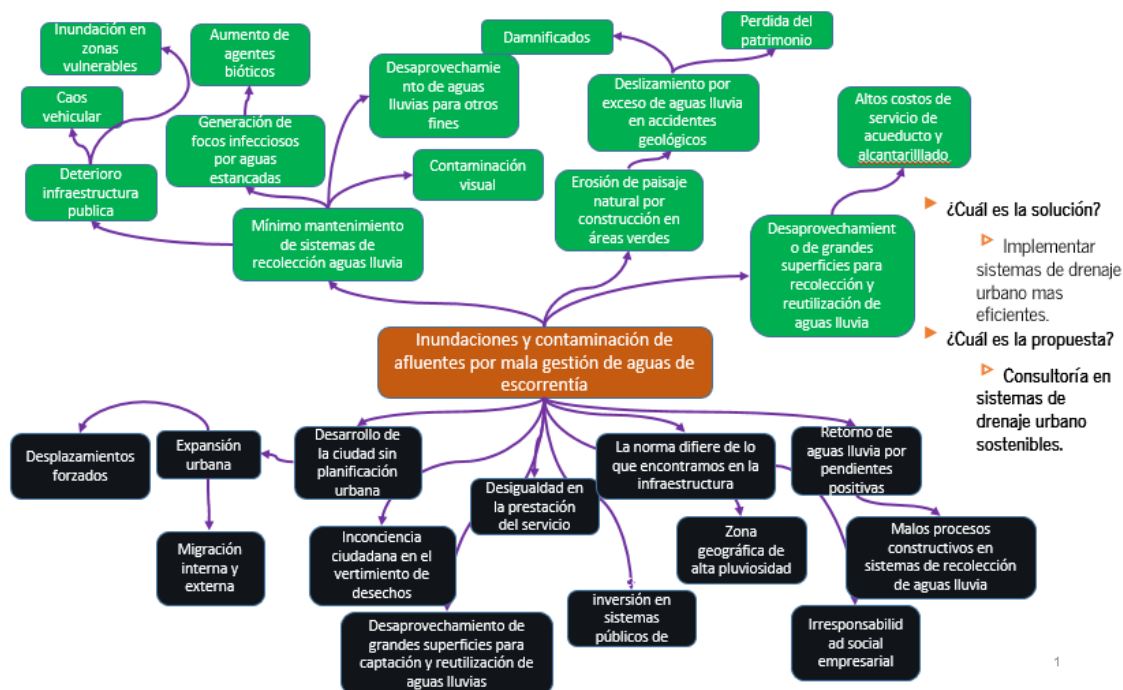 Inundación en
zonas
vulnerables
Aumento de
agentes
bióticos
Damnificados
Perdida del
patrimonio
Caos
vehicular
Generación de
focos infecciosos
por aguas
estancadas
Desaprovechamie
nto de aguas
lluvias para otros
fines
Deslizamiento por
exceso de aguas lluvia
en accidentes
geológicos
Altos costos de
servicio de
acueducto y
alcantarilllado
Deterioro
infraestructura
publica
Contaminación
visual
Mínimo mantenimiento
de sistemas de
recolección aguas lluvia
Erosión de paisaje
natural por
construcción en
áreas verdes
Desaprovechamient
o de grandes
superficies para
recolección y
reutilización de
aguas lluvia
¿Cuál es la solución?
Implementar
sistemas de drenaje
urbano mas
eficientes.
¿Cuál es la propuesta?
Consultoría en
sistemas de
drenaje urbano
sostenibles.
Inundaciones y contaminación de
afluentes por mala gestión de aguas de
escorrentía
Desplazamientos
forzados
Expansión
urbana
Desarrollo de
la ciudad sin
planificación
urbana
Desigualdad en
la prestación
del servicio
La norma difiere de lo
que encontramos en la
infraestructura
Retorno de
aguas lluvia por
pendientes
positivas
Migración
interna y
externa
Inconciencia
ciudadana en el
vertimiento de
desechos
Zona
geográfica de
alta pluviosidad
Malos procesos
constructivos en
sistemas de recolección
de aguas lluvia
Desaprovechamiento de
grandes superficies para
captación y reutilización de
aguas lluvias
inversión en
sistemas
públicos de
Irresponsabilid
ad social
empresarial
1